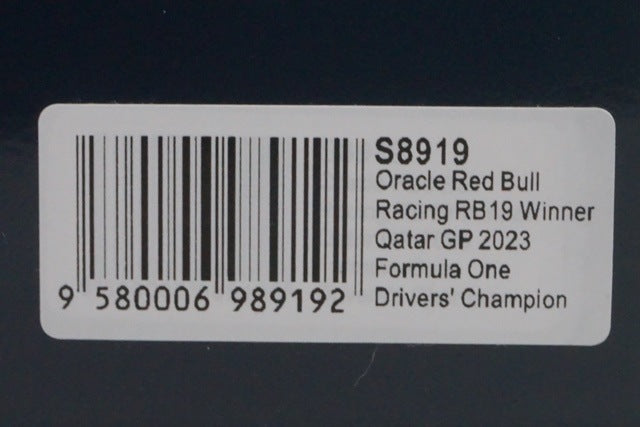 S8919
Oracle Red Bull
Racing RB19 Winner
Qatar GP 2023
Formula One
Drivers' Champion
9 580006 989192